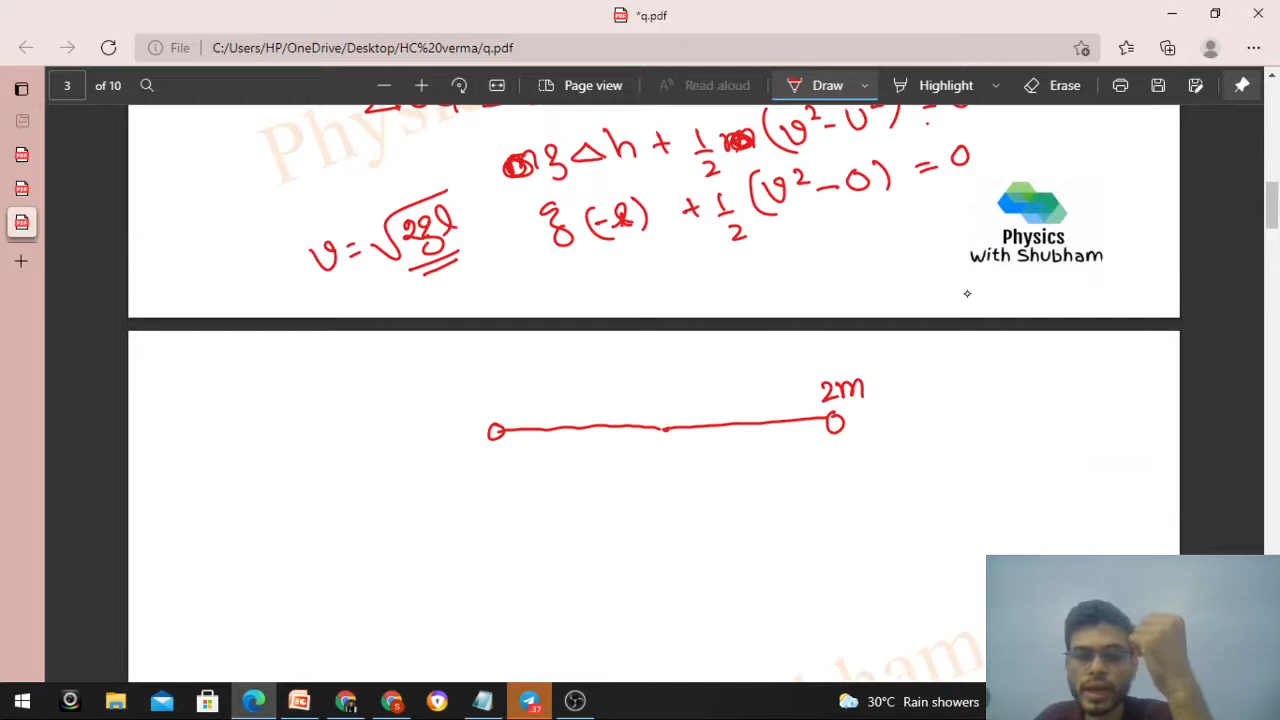 *q.pdf
File C:/Users/HP/OneDrive/Desktop/HC%20verma/q.pdf
3 of 10 Page view Read aloud Draw Highlight Erase
mgΔh + 1/2 m (v² - u²) = 0
g(-l) + 1/2 (v² - 0) = 0
v = √2gl
Physics
With Shubham
2m
37
30°C Rain showers